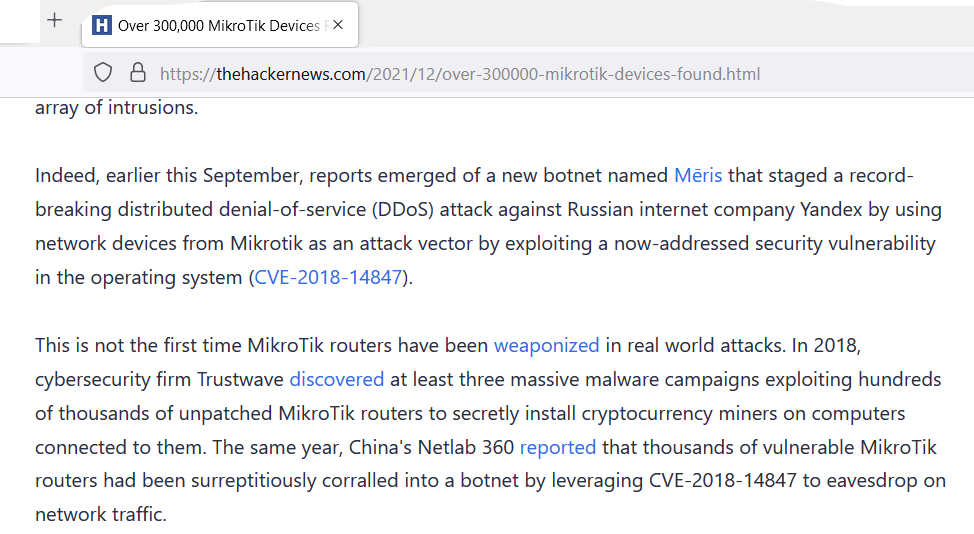 H Over 300,000 MikroTik Devices F
https://thehackernews.com/2021/12/over-300000-mikrotik-devices-found.html
array of intrusions.
Indeed, earlier this September, reports emerged of a new botnet named Mēris that staged a record-
breaking distributed denial-of-service (DDoS) attack against Russian internet company Yandex by using
network devices from Mikrotik as an attack vector by exploiting a now-addressed security vulnerability
in the operating system (CVE-2018-14847).
This is not the first time MikroTik routers have been weaponized in real world attacks. In 2018,
cybersecurity firm Trustwave discovered at least three massive malware campaigns exploiting hundreds
of thousands of unpatched MikroTik routers to secretly install cryptocurrency miners on computers
connected to them. The same year, China's Netlab 360 reported that thousands of vulnerable MikroTik
routers had been surreptitiously corralled into a botnet by leveraging CVE-2018-14847 to eavesdrop on
network traffic.